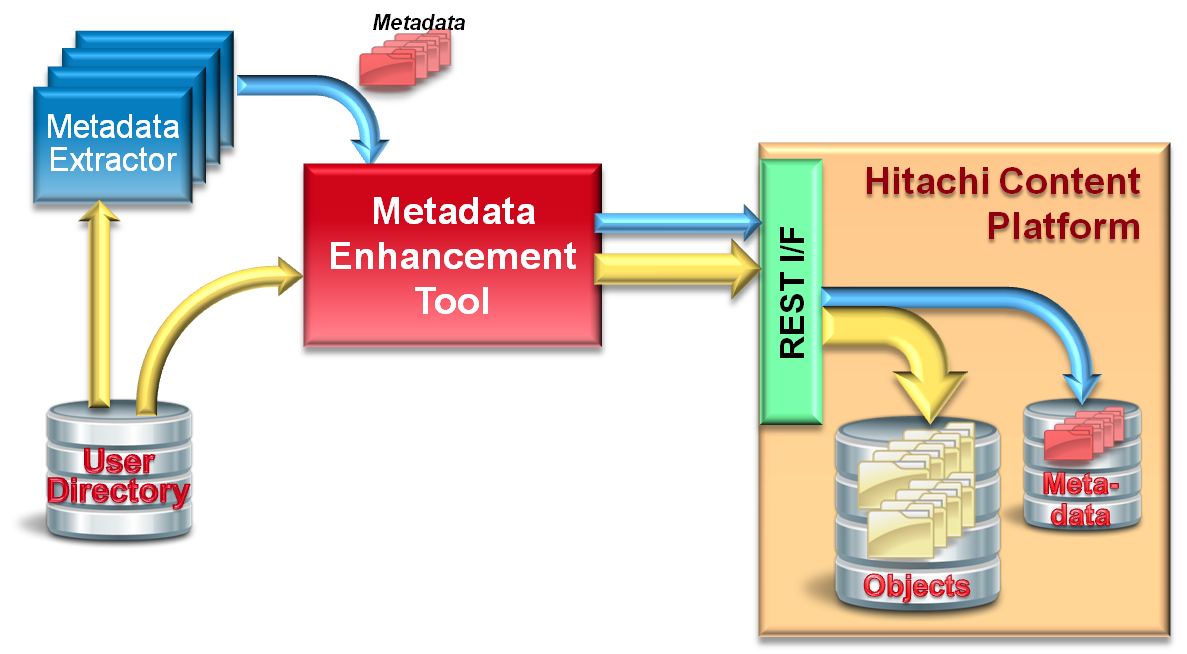 Metadata
Metadata
Extractor
Metadata
Enhancement
Tool
Hitachi Content
Platform
REST I/F
User
Directory
Objects
Meta-
data